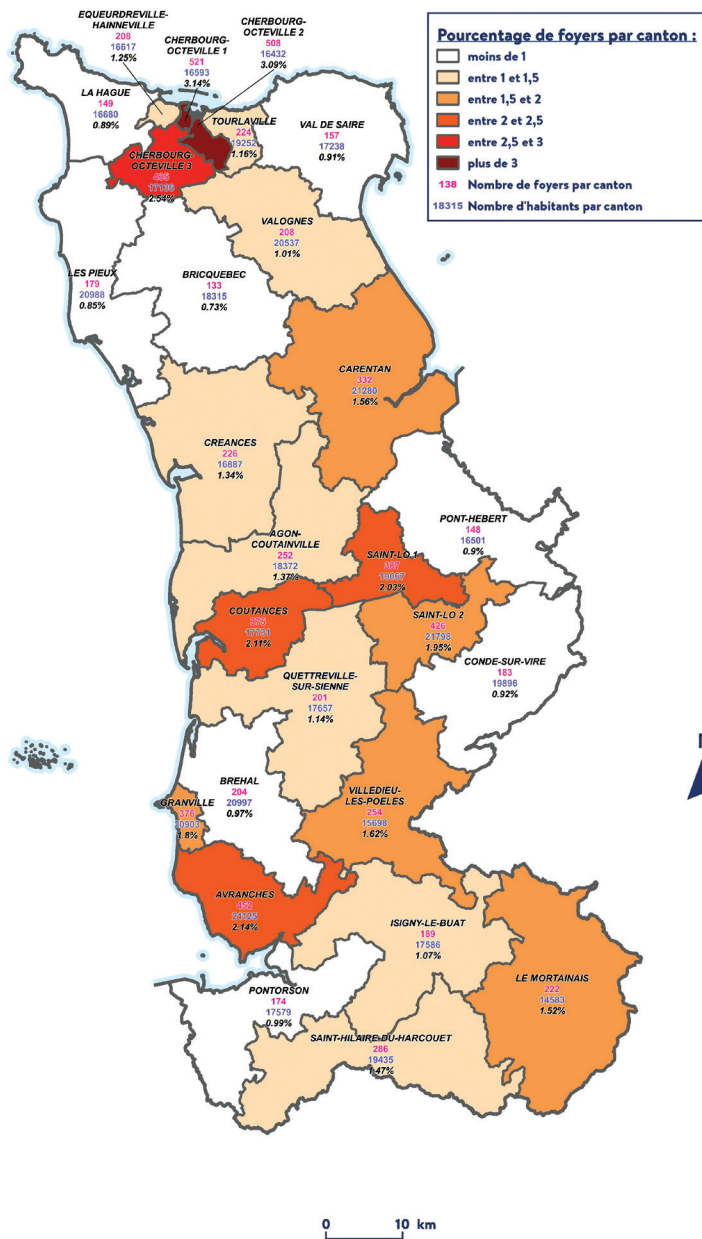 EQUEURDREVILLE-
HAINNEVILLE
208
16617
1.25%
CHERBOURG-
OCTEVILLE 1
521
16593
3.14%
CHERBOURG-
OCTEVILLE 2
508
16432
3.09%
Pourcentage de foyers par canton :
moins de 1
entre 1 et 1,5
entre 1,5 et 2
entre 2 et 2,5
entre 2,5 et 3
plus de 3
138 Nombre de foyers par canton
18315 Nombre d'habitants par canton
LA HAGUE
149
16680
0.89%
TOURLAVILLE
224
19252
1.16%
VAL DE SAIRE
157
17238
0.91%
CHERBOURG-
OCTEVILLE 3
435
17136
2.54%
VALOGNES
208
20537
1.01%
LES PIEUX
179
20988
0.85%
BRICQUEBEC
133
18315
0.73%
CARENTAN
332
21280
1.56%
CREANCES
226
16887
1.34%
PONT-HEBERT
148
16501
0.9%
AGON-
COUTAINVILLE
252
18372
1.37%
SAINT-LO 1
387
19067
2.03%
COUTANCES
375
17731
2.11%
SAINT-LO 2
426
21798
1.95%
CONDE-SUR-VIRE
183
19896
0.92%
QUETTREVILLE-
SUR-SIENNE
201
17657
1.14%
BREHAL
204
20997
0.97%
VILLEDIEU-
LES-POELES
254
15698
1.62%
GRANVILLE
376
20903
1.8%
AVRANCHES
452
21125
2.14%
ISIGNY-LE-BUAT
189
17586
1.07%
LE MORTAINAIS
222
14583
1.52%
PONTORSON
174
17579
0.99%
SAINT-HILAIRE-DU-HARCOUET
286
19435
1.47%
0 10 km